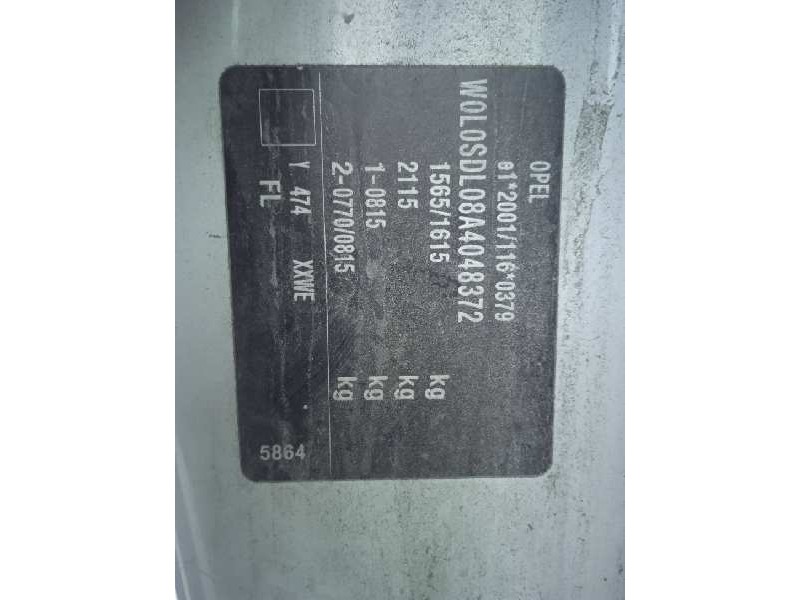 OPEL
e1*2001/116*0379
W0L0SDL08A4048372
1565/1615 kg
2115 kg
1-0815 kg
2-0770/0815 kg
Y 474 XXWE
FL
5864